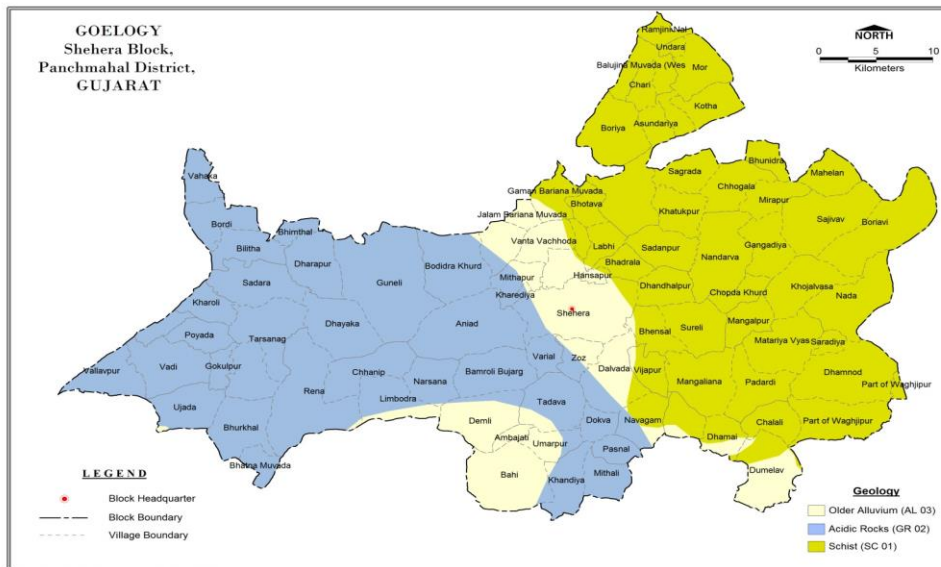 GOELOGY
Shehera Block,
Panchmahal District,
GUJARAT
NORTH
0 5 10
Kilometers
Ramjini Nal
Undara
Balujina Muvada (Wes
Mor
Chari
Kotha
Asundariya
Boriya
Bhunidra
Vahaka
Sagrada
Mahelan
Chhogala
Gaman Bariana Muvada
Mirapur
Bhotava
Khatukpur
Jalam Bariana Muvada
Sajivav
Boriavi
Bordi
Bhimthal
Vanta Vachhoda
Bilitha
Labhi
Sadanpur
Gangadiya
Dharapur
Nandarva
Bodidra Khurd
Bhadrala
Mithapur
Hansapur
Sadara
Guneli
Dhandhalpur
Khojalvasa
Kharediya
Chopda Khurd
Nada
Kharoli
Shehera
Dhayaka
Aniad
Mangalpur
Bhensal
Sureli
Poyada
Tarsanag
Matariya Vyas
Saradiya
Varial
Zoz
Vallavpur
Vadi
Gokulpur
Chhanip
Bamroli Bujarg
Dalvada
Vijapur
Dhamnod
Narsana
Mangaliana
Padardi
Part of Waghjipur
Rena
Limbodra
Tadava
Ujada
Demli
Dokva
Navagam
Chalali
Part of Waghjipur
Bhurkhal
Ambajati
Umarpur
Dhamai
Pasnal
Bhatna Muvada
Bahi
Khandiya
Mithali
Dumelav
LEGEND
Block Headquarter
Block Boundary
Village Boundary
Geology
Older Alluvium (AL 03)
Acidic Rocks (GR 02)
Schist (SC 01)